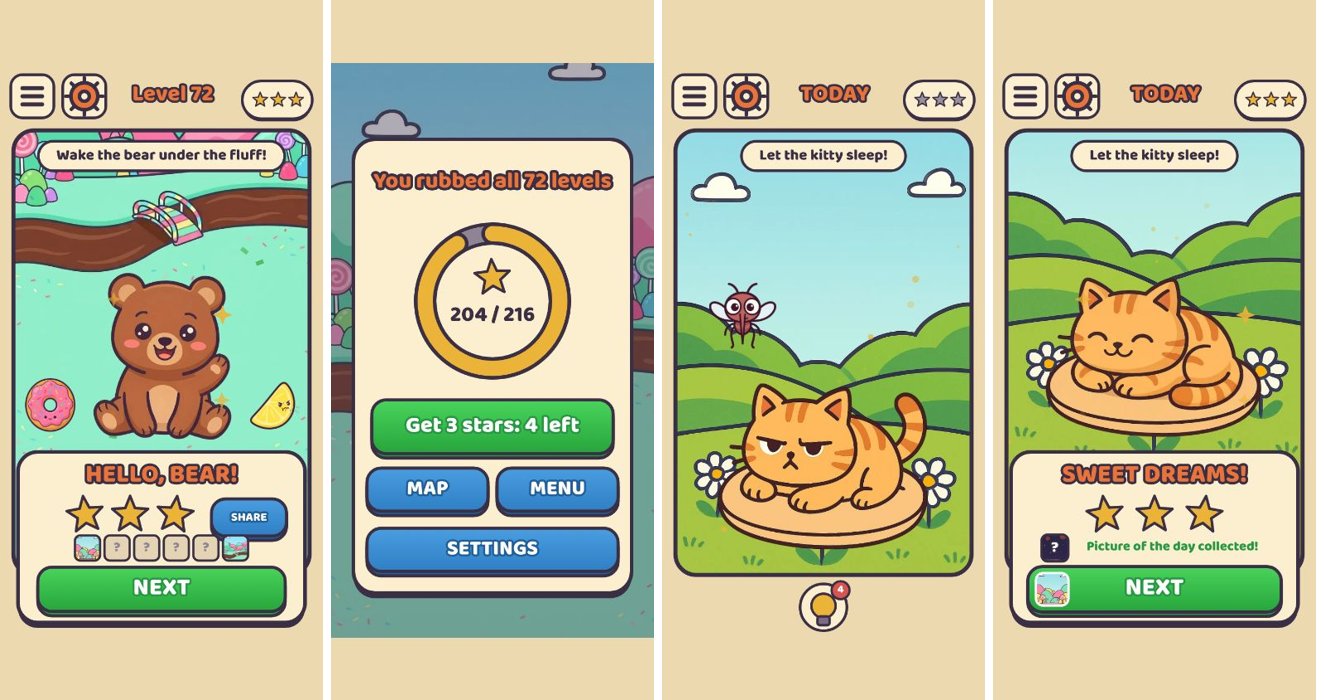 Level 72
Wake the bear under the fluff!
HELLO, BEAR!
SHARE
? ? ? ?
NEXT
You rubbed all 72 levels
204 / 216
Get 3 stars: 4 left
MAP
MENU
SETTINGS
TODAY
Let the kitty sleep!
4
TODAY
Let the kitty sleep!
SWEET DREAMS!
?
Picture of the day collected!
NEXT